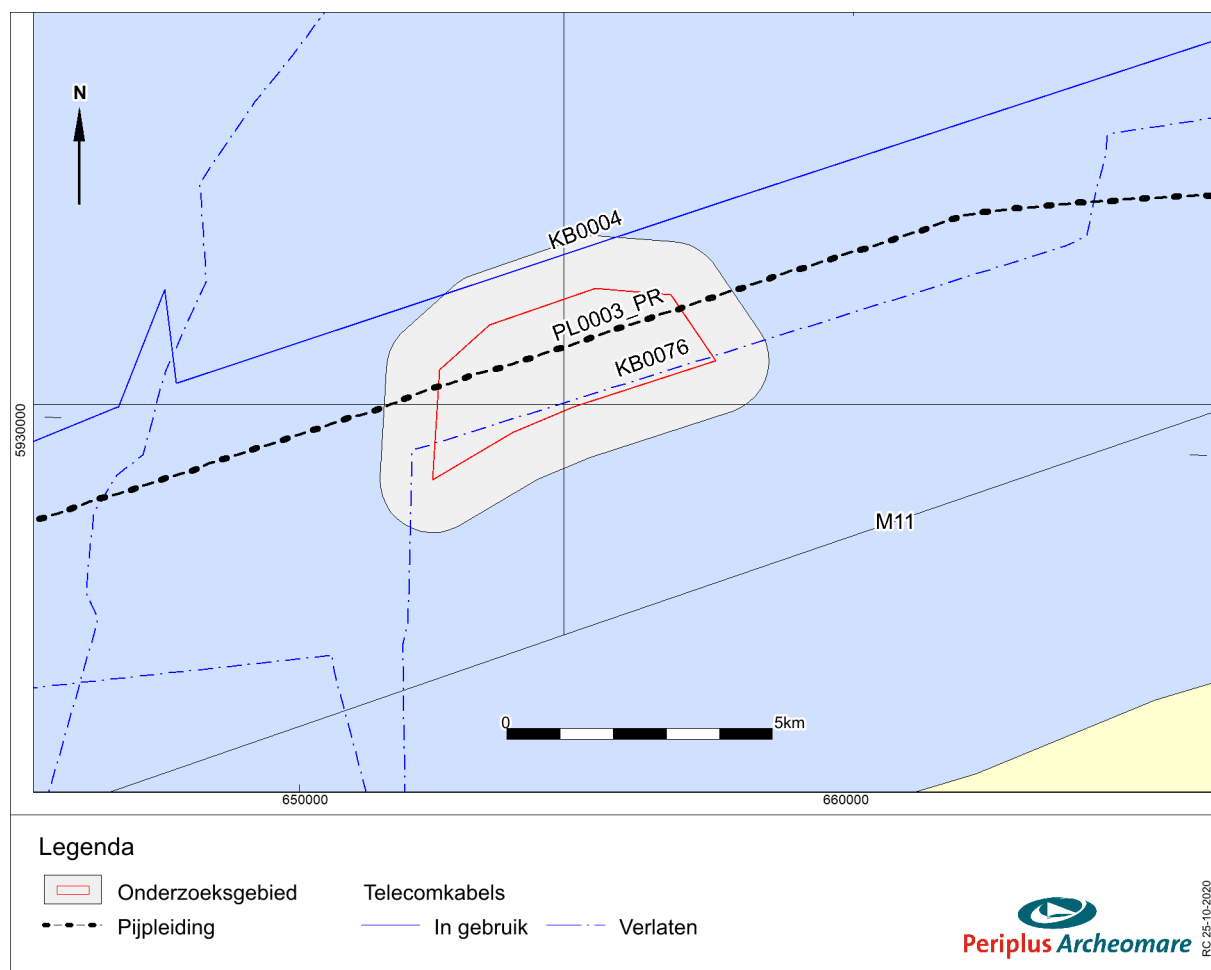 N
KB0004
PL0003_PR
KB0076
5930000
M11
0 5km
650000 660000
Legenda
Onderzoeksgebied Telecomkabels
Pijpleiding In gebruik Verlaten
Periplus Archeomare
RC 25-10-2020